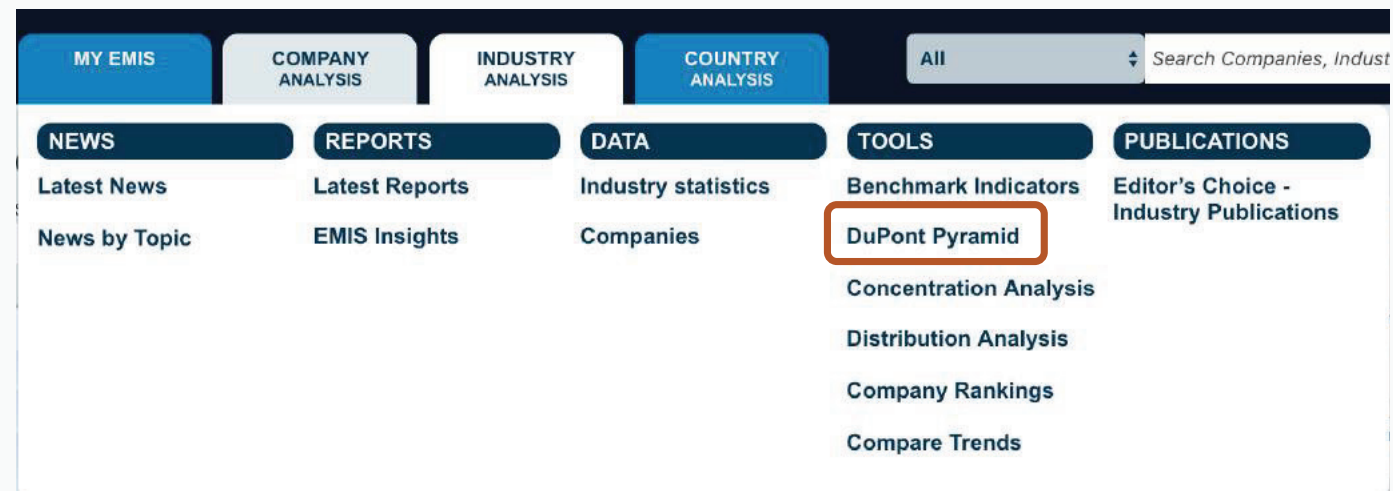 MY EMIS
COMPANY
ANALYSIS
INDUSTRY
ANALYSIS
COUNTRY
ANALYSIS
All
Search Companies, Indust
NEWS
Latest News
News by Topic
REPORTS
Latest Reports
EMIS Insights
DATA
Industry statistics
Companies
TOOLS
Benchmark Indicators
DuPont Pyramid
Concentration Analysis
Distribution Analysis
Company Rankings
Compare Trends
PUBLICATIONS
Editor's Choice -
Industry Publications